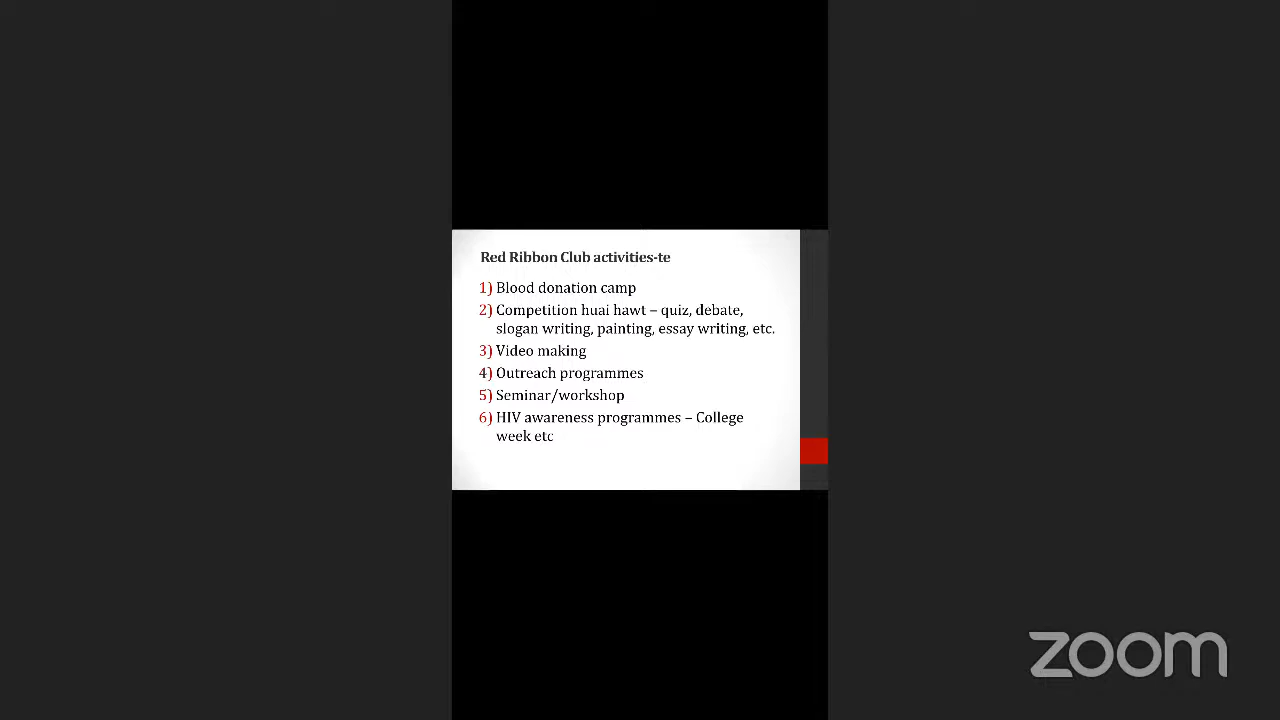 Red Ribbon Club activities-te
1) Blood donation camp
2) Competition huai hawt – quiz, debate,
slogan writing, painting, essay writing, etc.
3) Video making
4) Outreach programmes
5) Seminar/workshop
6) HIV awareness programmes – College
week etc
zoom